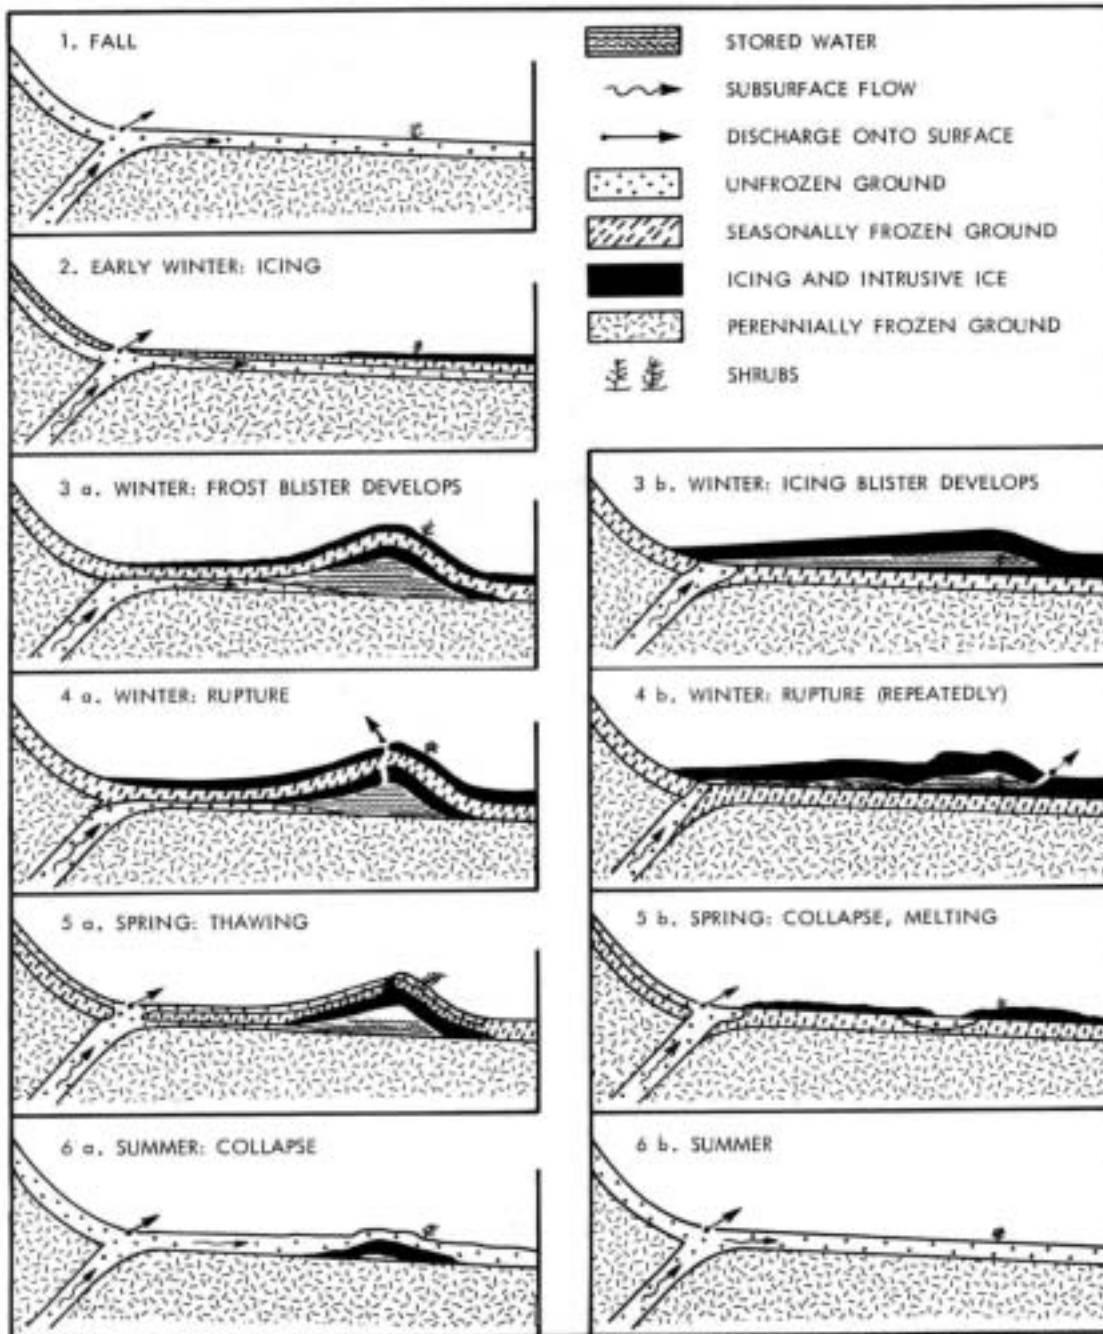 1. FALL
STORED WATER
SUBSURFACE FLOW
DISCHARGE ONTO SURFACE
UNFROZEN GROUND
SEASONALLY FROZEN GROUND
ICING AND INTRUSIVE ICE
PERENNIALLY FROZEN GROUND
SHRUBS
2. EARLY WINTER: ICING
3 a. WINTER: FROST BLISTER DEVELOPS
3 b. WINTER: ICING BLISTER DEVELOPS
4 a. WINTER: RUPTURE
4 b. WINTER: RUPTURE (REPEATEDLY)
5 a. SPRING: THAWING
5 b. SPRING: COLLAPSE, MELTING
6 a. SUMMER: COLLAPSE
6 b. SUMMER